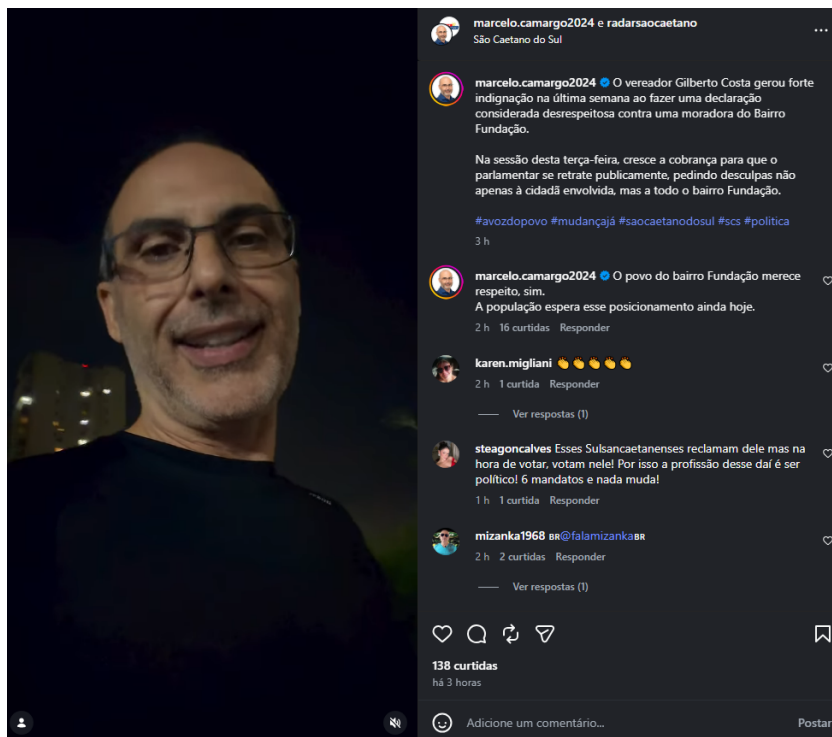 marcelo.camargo2024 e radarsaocaetano
São Caetano do Sul
marcelo.camargo2024 O vereador Gilberto Costa gerou forte
indignação na última semana ao fazer uma declaração
considerada desrespeitosa contra uma moradora do Bairro
Fundação.
Na sessão desta terça-feira, cresce a cobrança para que o
parlamentar se retrate publicamente, pedindo desculpas não
apenas à cidadã envolvida, mas a todo o bairro Fundação.
#avozdopovo #mudançajá #saocaetanodosul #scs #politica
3 h
marcelo.camargo2024 O povo do bairro Fundação merece
respeito, sim.
A população espera esse posicionamento ainda hoje.
2 h 16 curtidas Responder
karen.migliani 👏👏👏👏👏
2 h 1 curtida Responder
Ver respostas (1)
steagoncalves Esses Sulsancaetanenses reclamam dele mas na
hora de votar, votam nele! Por isso a profissão desse daí é ser
político! 6 mandatos e nada muda!
1 h 1 curtida Responder
mizanka1968 BR@falamizankaBR
2 h 2 curtidas Responder
Ver respostas (1)
138 curtidas
há 3 horas
Adicione um comentário...
Postar